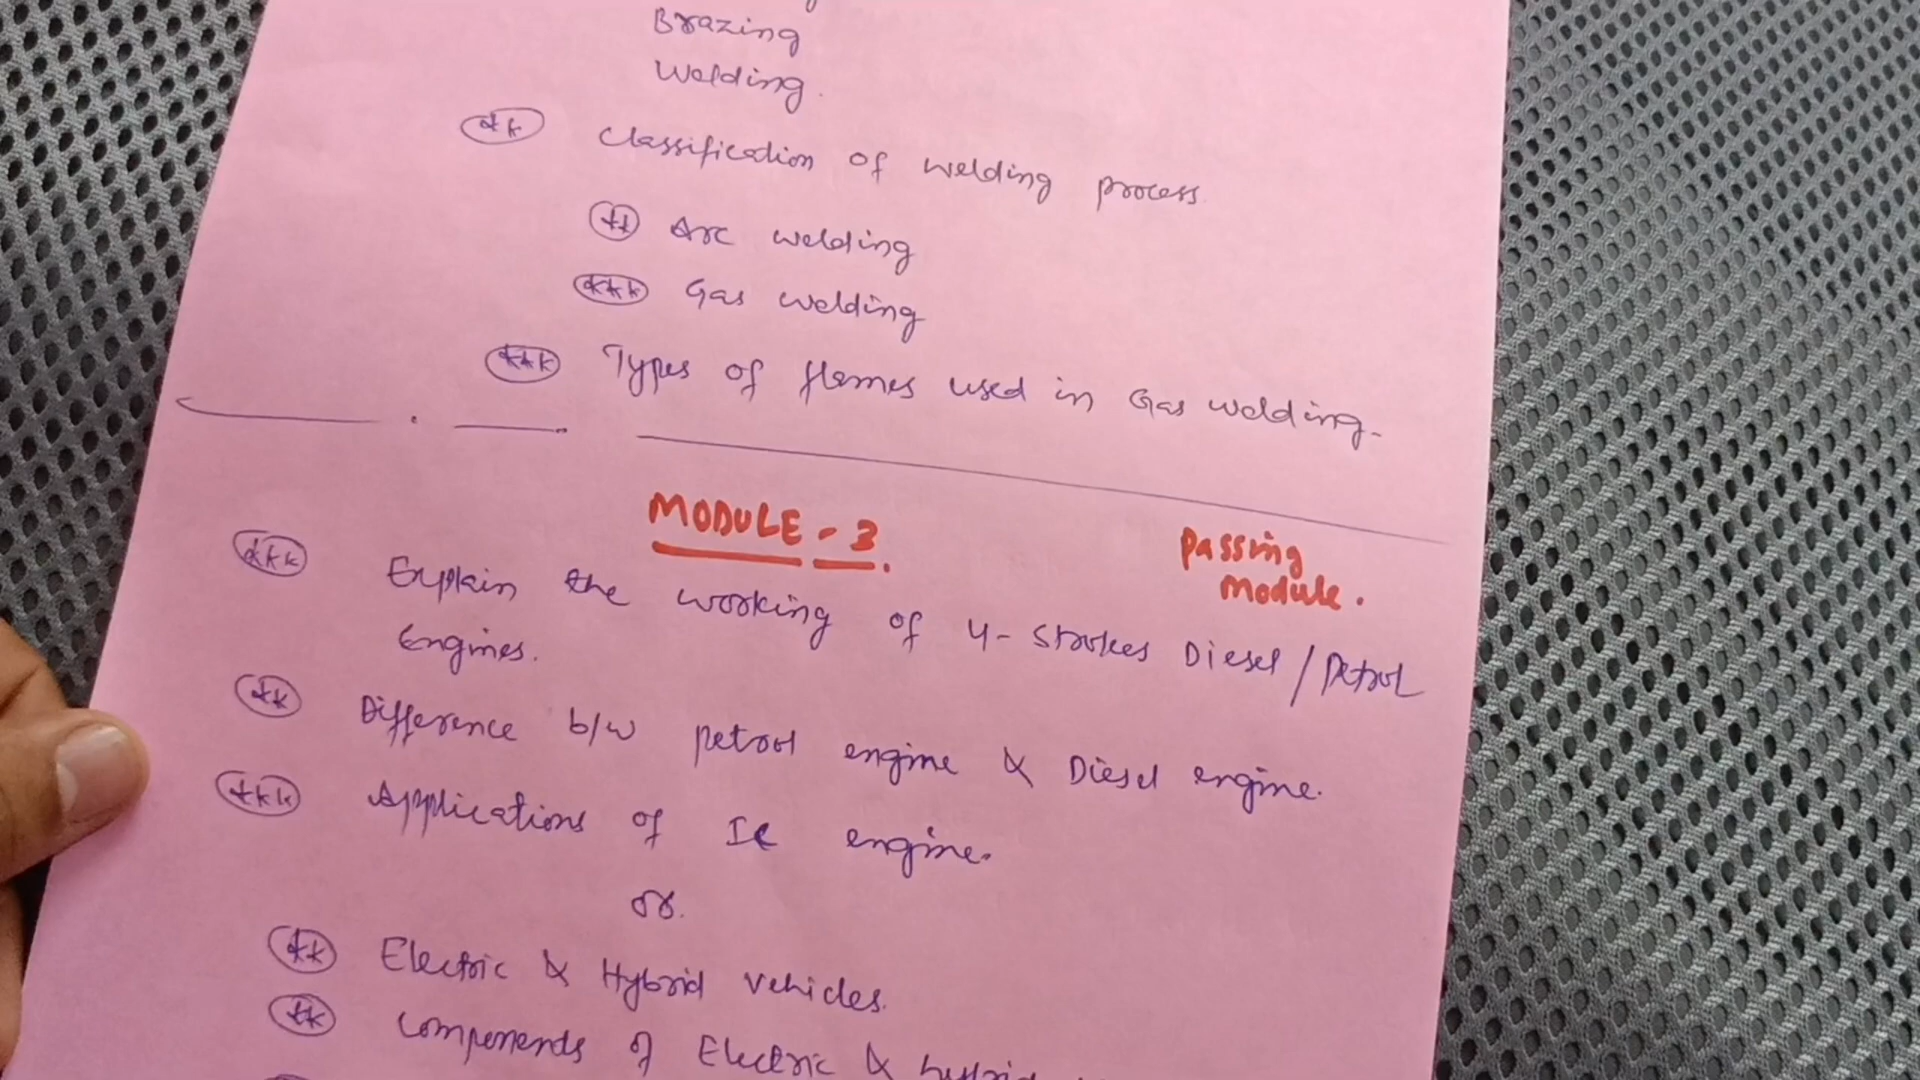 Brazing
Welding.
** Classification of welding process.
** Arc welding
*** Gas welding
*** Types of flames used in Gas welding.
MODULE - 3.
Passing
Module.
*** Explain the working of 4- Strokes Diesel / Petrol
Engines.
** Difference b/w petrol engine & Diesel engine.
*** Applications of IC engine.
or.
** Electric & Hybrid Vehicles.
** Components of Electric & hybrid